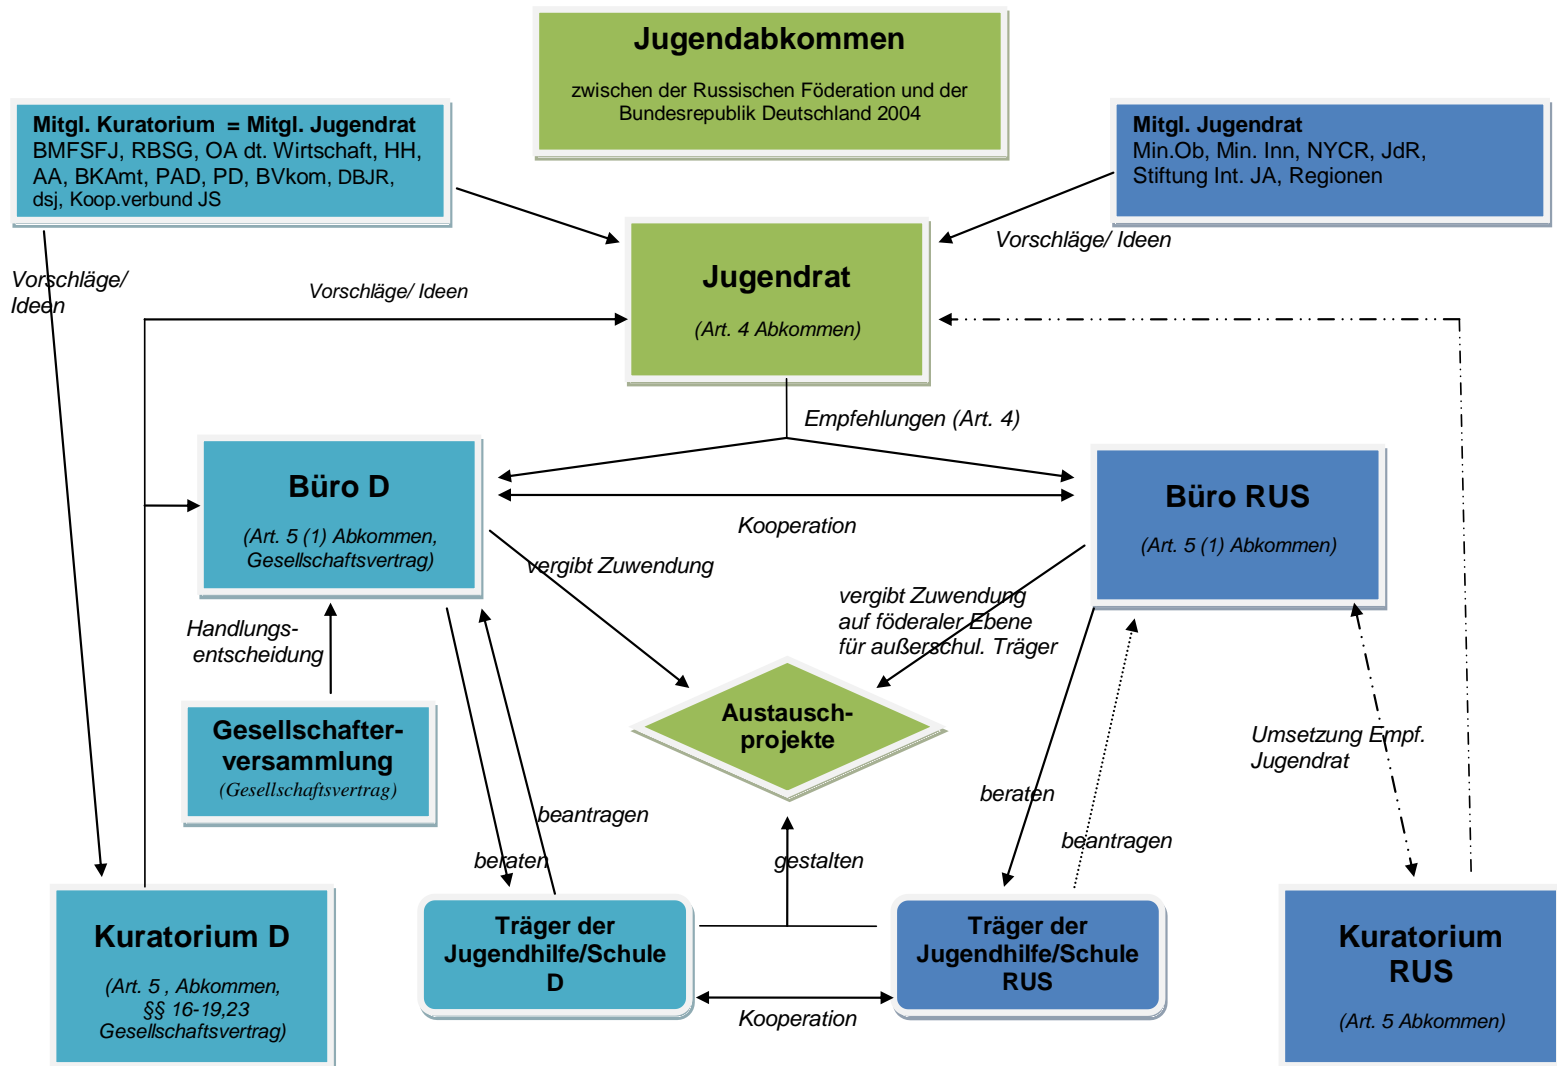 Jugendabkommen
zwischen der Russischen Föderation und der
Bundesrepublik Deutschland 2004
Mitgl. Kuratorium = Mitgl. Jugendrat
BMFSFJ, RBSG, OA dt. Wirtschaft, HH,
AA, BKAmt, PAD, PD, BVkom, DBJR,
dsj, Koop.verbund JS
Mitgl. Jugendrat
Min.Ob, Min. Inn, NYCR, JdR,
Stiftung Int. JA, Regionen
Vorschläge/ Ideen
Vorschläge/
Ideen
Vorschläge/ Ideen
Jugendrat
(Art. 4 Abkommen)
Empfehlungen (Art. 4)
Büro D
(Art. 5 (1) Abkommen,
Gesellschaftsvertrag)
Kooperation
Büro RUS
(Art. 5 (1) Abkommen)
vergibt Zuwendung
vergibt Zuwendung
auf föderaler Ebene
für außerschul. Träger
Handlungs-
entscheidung
Gesellschafter-
versammlung
(Gesellschaftsvertrag)
Austausch-
projekte
Umsetzung Empf.
Jugendrat
beantragen
beraten
gestalten
beraten
beantragen
Kuratorium D
(Art. 5 , Abkommen,
§§ 16-19,23
Gesellschaftsvertrag)
Träger der
Jugendhilfe/Schule
D
Träger der
Jugendhilfe/Schule
RUS
Kooperation
Kuratorium
RUS
(Art. 5 Abkommen)